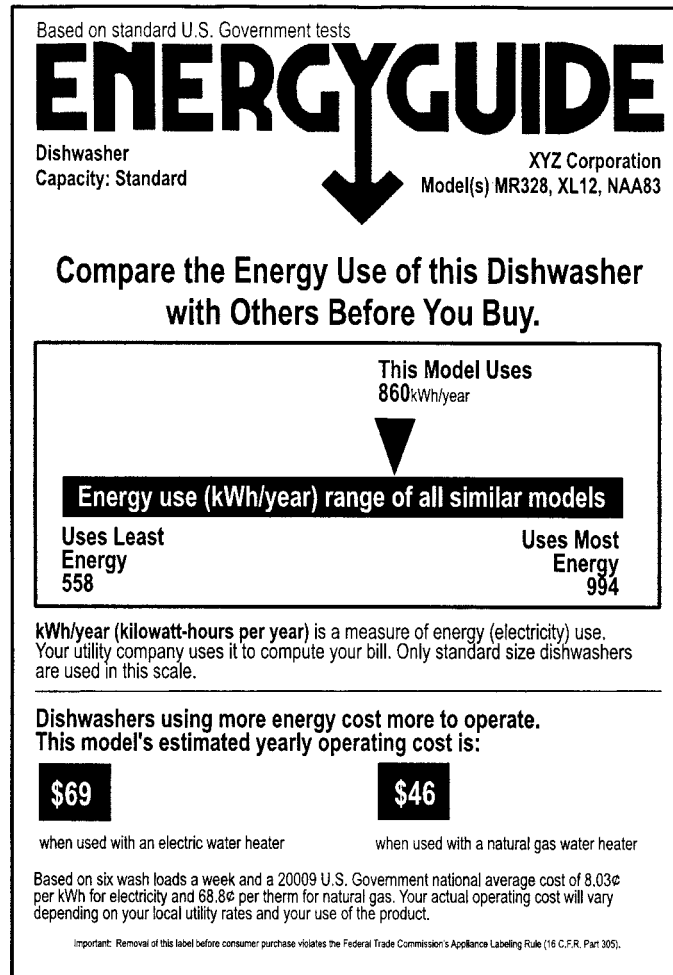 Based on standard U.S. Government tests
ENERGYGUIDE
Dishwasher
Capacity: Standard
XYZ Corporation
Model(s) MR328, XL12, NAA83
Compare the Energy Use of this Dishwasher
with Others Before You Buy.
This Model Uses
860kWh/year
Energy use (kWh/year) range of all similar models
Uses Least
Energy
558
Uses Most
Energy
994
kWh/year (kilowatt-hours per year) is a measure of energy (electricity) use.
Your utility company uses it to compute your bill. Only standard size dishwashers
are used in this scale.
Dishwashers using more energy cost more to operate.
This model's estimated yearly operating cost is:
$69
when used with an electric water heater
$46
when used with a natural gas water heater
Based on six wash loads a week and a 20009 U.S. Government national average cost of 8.03¢
per kWh for electricity and 68.8¢ per therm for natural gas. Your actual operating cost will vary
depending on your local utility rates and your use of the product.
Important: Removal of this label before consumer purchase violates the Federal Trade Commission's Appliance Labeling Rule (16 C.F.R. Part 305).